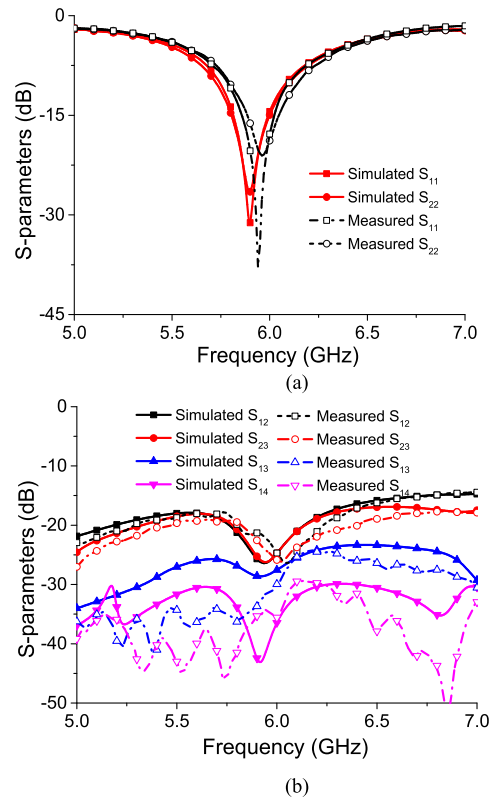 0
-15
-30
-45
S-parameters (dB)
Simulated S11
Simulated S22
Measured S11
Measured S22
5.0 5.5 6.0 6.5 7.0
Frequency (GHz)
(a)
0
-10
-20
-30
-40
-50
S-parameters (dB)
Simulated S12 Measured S12
Simulated S23 Measured S23
Simulated S13 Measured S13
Simulated S14 Measured S14
5.0 5.5 6.0 6.5 7.0
Frequency (GHz)
(b)